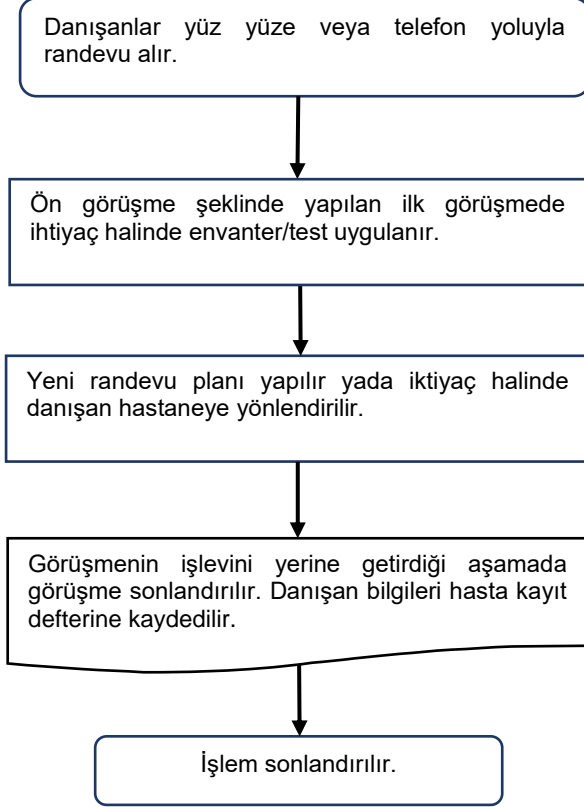 Danışanlar yüz yüze veya telefon yoluyla
randevu alır.
Ön görüşme şeklinde yapılan ilk görüşmede
ihtiyaç halinde envanter/test uygulanır.
Yeni randevu planı yapılır yada iktiyaç halinde
danışan hastaneye yönlendirilir.
Görüşmenin işlevini yerine getirdiği aşamada
görüşme sonlandırılır. Danışan bilgileri hasta kayıt
defterine kaydedilir.
İşlem sonlandırılır.